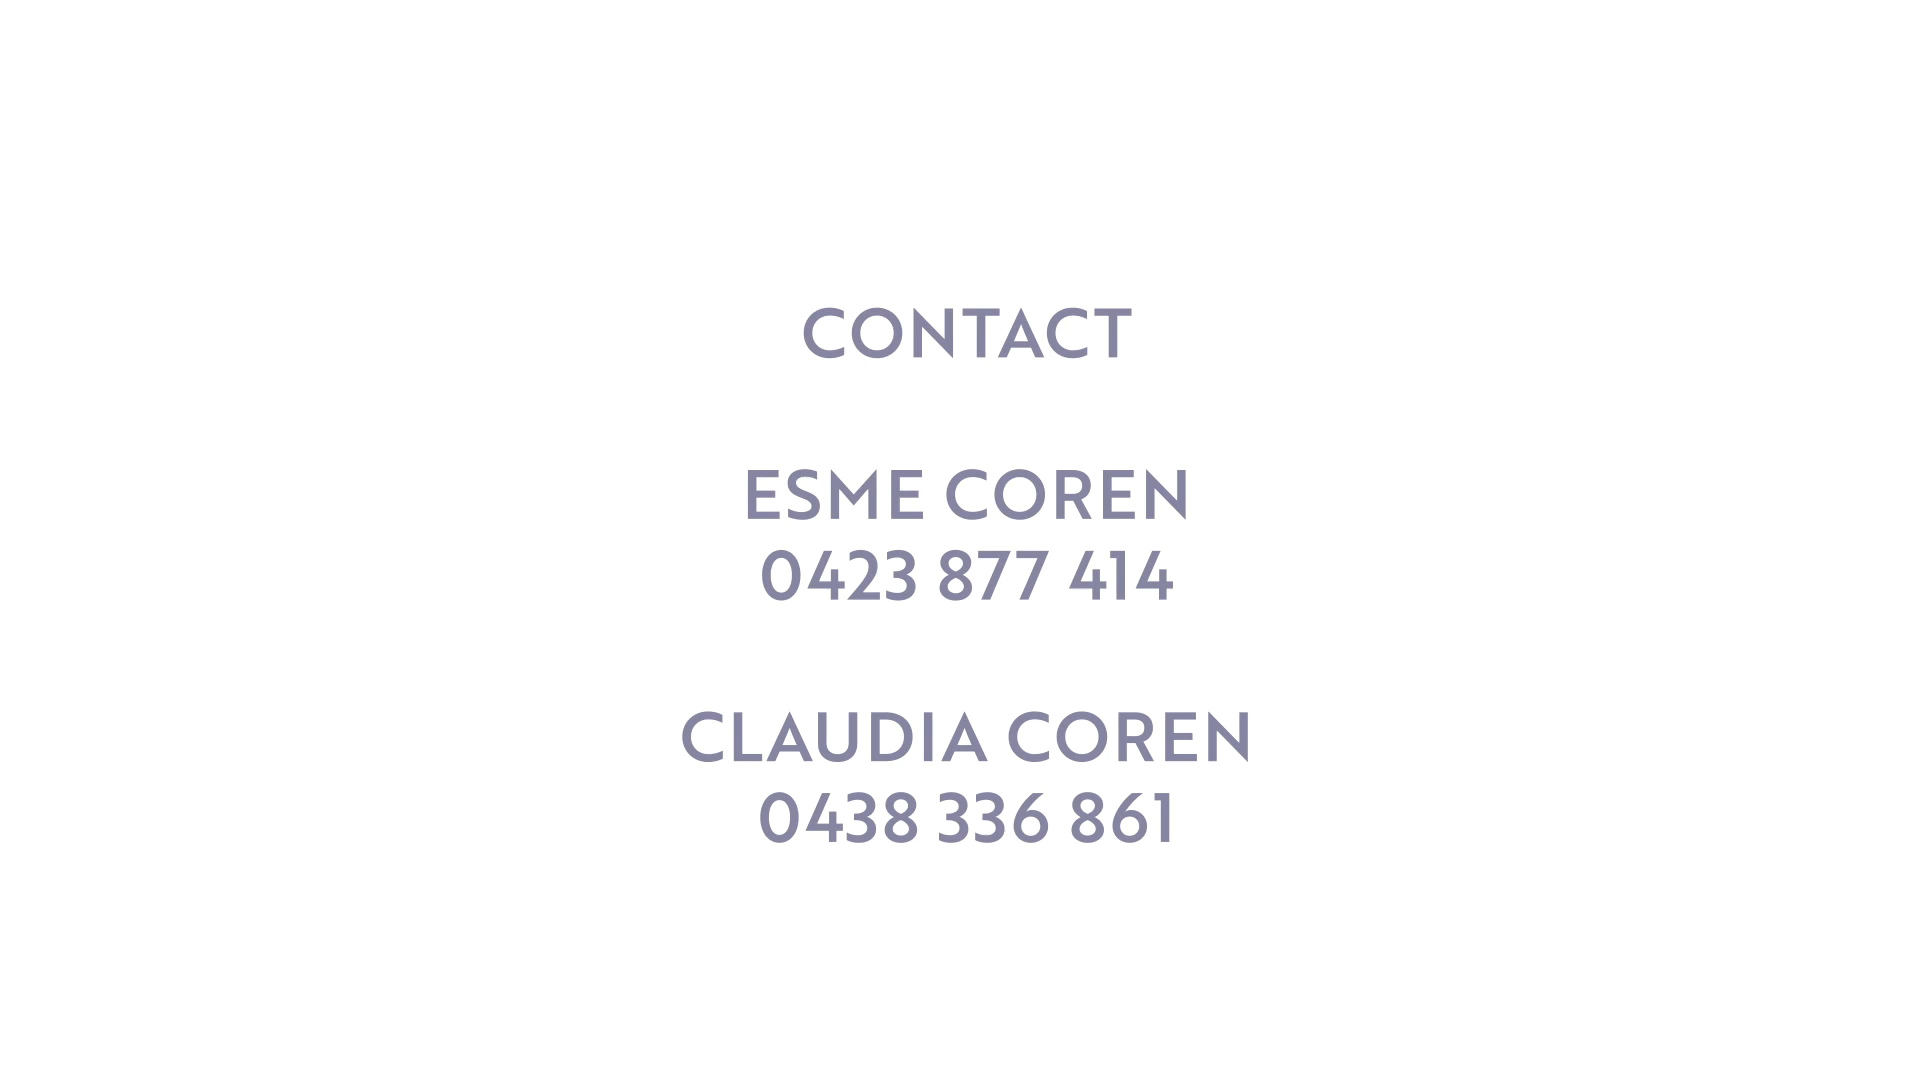 CONTACT
ESME COREN
0423 877 414
CLAUDIA COREN
0438 336 861